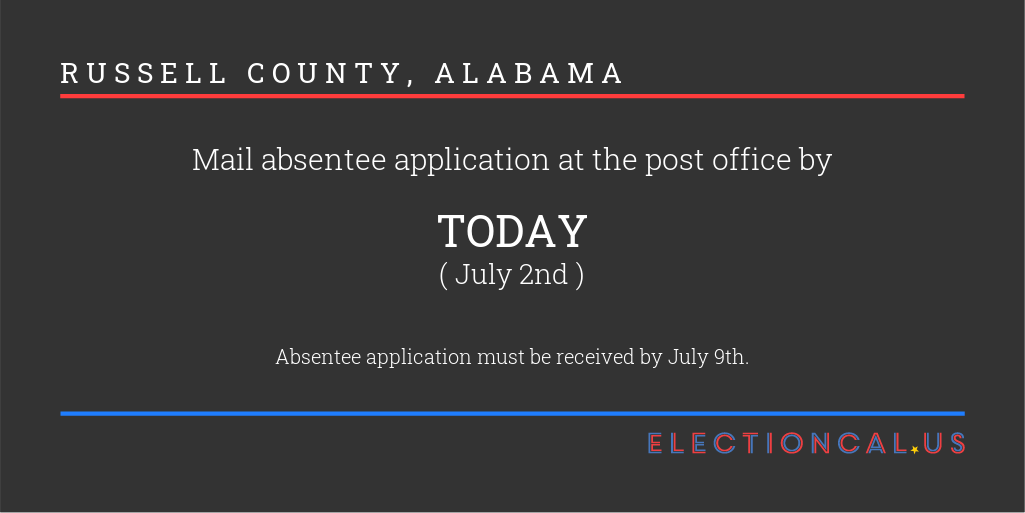 RUSSELL COUNTY, ALABAMA
Mail absentee application at the post office by
TODAY
( July 2nd )
Absentee application must be received by July 9th.
ELECTIONCAL.US